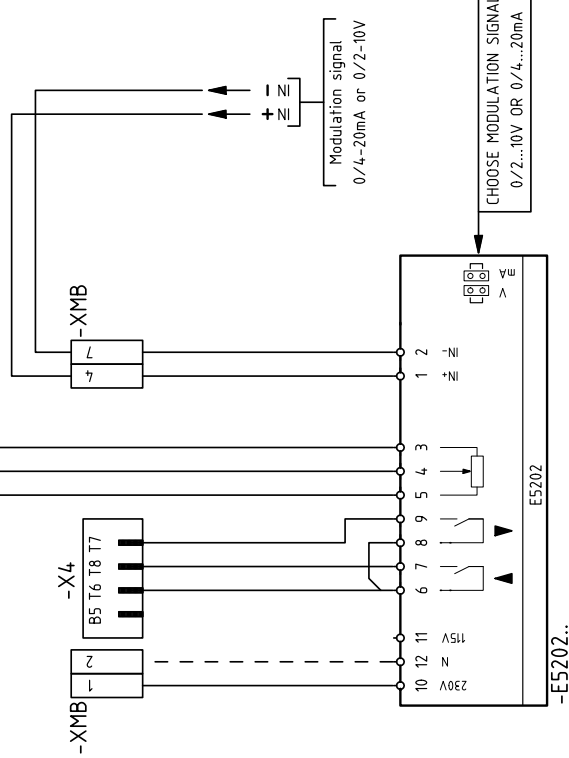 CHOOSE MODULATION SIGNAL
0/2...10V OR 0/4...20mA
IN -
IN +
Modulation signal
0/4-20mA or 0/2-10V
-XMB
7
4
mA
V
2 IN-
1 IN+
3
4
5
9
8
7
6
11 115V
12 N
10 230V
E5202
-X4
B5 T6 T8 T7
-XMB
2
1
-E5202..